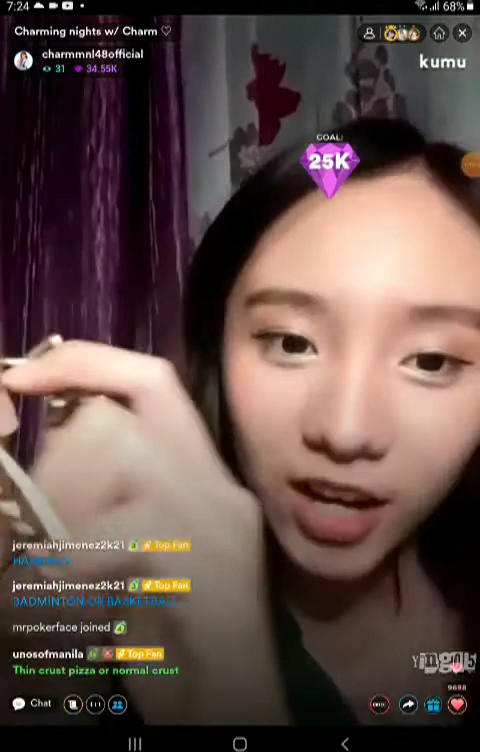 7:24
68%
Charming nights w/ Charm ♡
charmmnl48official
31 34.55K
kumu
GOAL:
25K
jeremiahjimenez2k21 Top Fan
jeremiahjimenez2k21 Top Fan
BADMINTON OR BASKETBALL
mrpokerface joined
unosofmanila Top Fan
Thin crust pizza or normal crust
Chat
9688